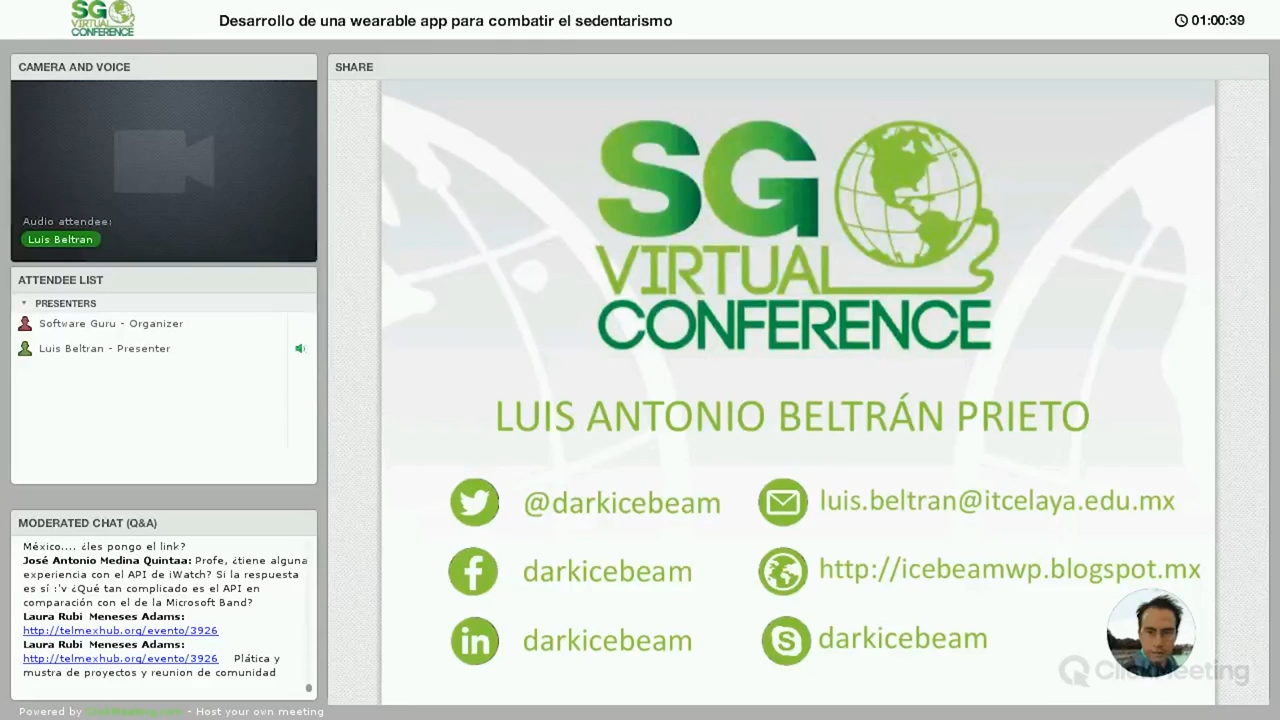 SG
VIRTUAL
CONFERENCE
Desarrollo de una wearable app para combatir el sedentarismo
01:00:39
CAMERA AND VOICE
Audio attendee:
Luis Beltran
ATTENDEE LIST
PRESENTERS
Software Guru - Organizer
Luis Beltran - Presenter
MODERATED CHAT (Q&A)
México.... ¿les pongo el link?
José Antonio Medina Quintaa: Profe, ¿tiene alguna
experiencia con el API de iWatch? Si la respuesta
es sí :'v ¿Qué tan complicado es el API en
comparación con el de la Microsoft Band?
Laura Rubi Meneses Adams:
http://telmexhub.org/evento/3926
Laura Rubi Meneses Adams:
http://telmexhub.org/evento/3926 Plática y
mustra de proyectos y reunion de comunidad
Powered by ClickMeeting.com - Host your own meeting
SHARE
SG
VIRTUAL
CONFERENCE
LUIS ANTONIO BELTRÁN PRIETO
@darkicebeam
luis.beltran@itcelaya.edu.mx
darkicebeam
http://icebeamwp.blogspot.mx
darkicebeam
darkicebeam
ClickMeeting